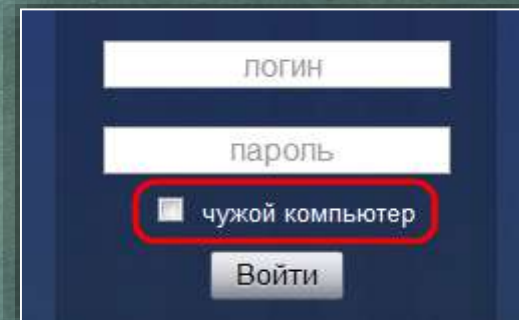 логин
пароль
чужой компьютер
Войти